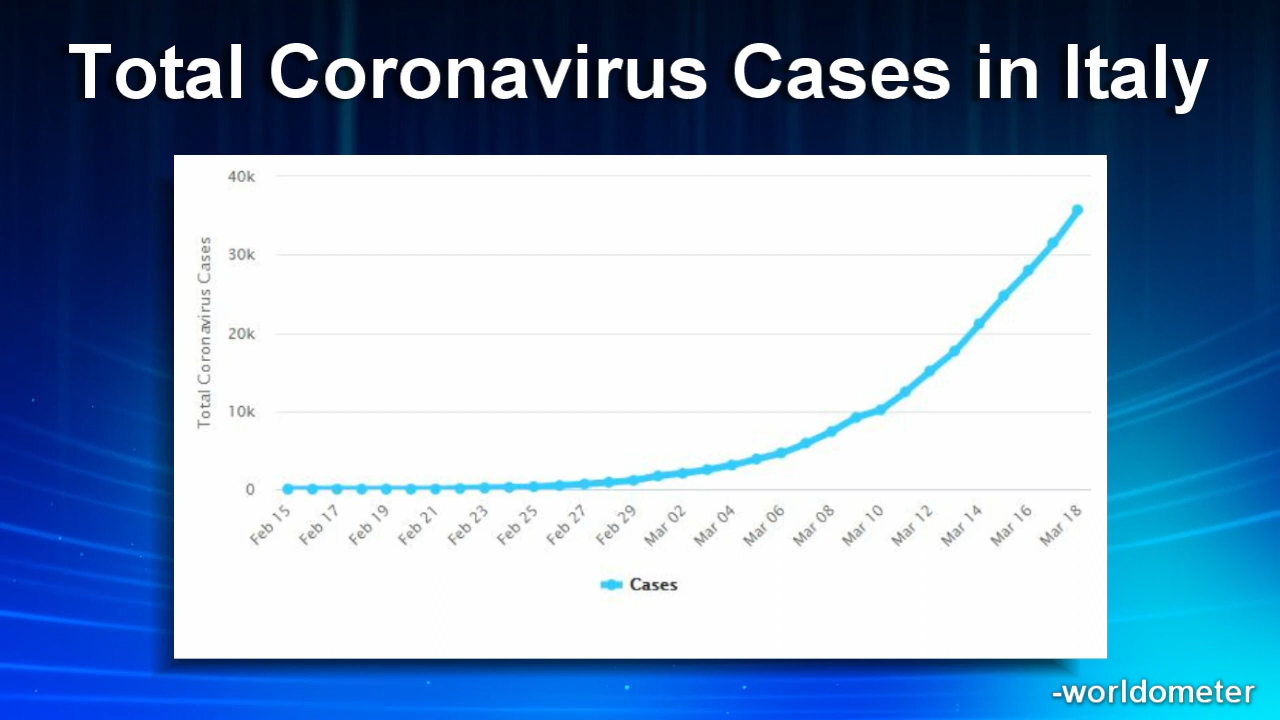 Total Coronavirus Cases in Italy
Total Coronavirus Cases
40k
30k
20k
10k
0
Feb 15
Feb 17
Feb 19
Feb 21
Feb 23
Feb 25
Feb 27
Feb 29
Mar 02
Mar 04
Mar 06
Mar 08
Mar 10
Mar 12
Mar 14
Mar 16
Mar 18
Cases
-worldometer